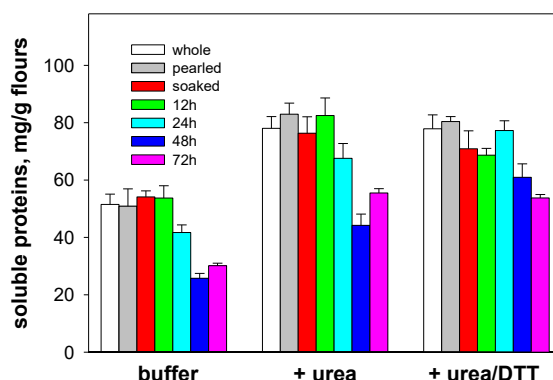 whole
pearled
soaked
12h
24h
48h
72h
100
80
60
40
20
0
soluble proteins, mg/g flours
buffer + urea + urea/DTT